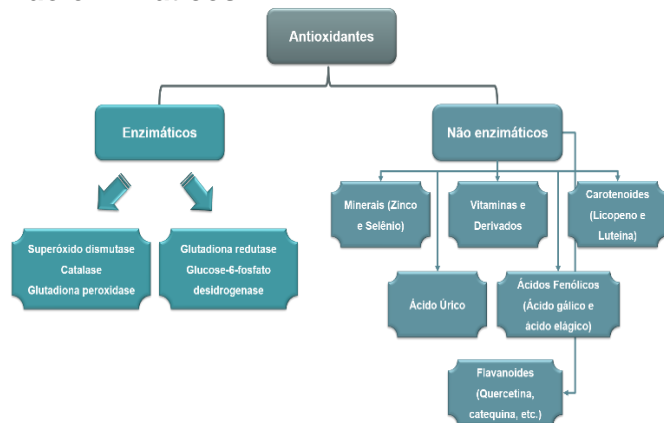 Antioxidantes
Enzimáticos
Não enzimáticos
Minerais (Zinco
e Selênio)
Vitaminas e
Derivados
Carotenoides
(Licopeno e
Luteína)
Superóxido dismutase
Catalase
Glutadiona peroxidase
Glutadiona redutase
Glucose-6-fosfato
desidrogenase
Ácido Úrico
Ácidos Fenólicos
(Ácido gálico e
ácido elágico)
Flavanoides
(Quercetina,
catequina, etc.)